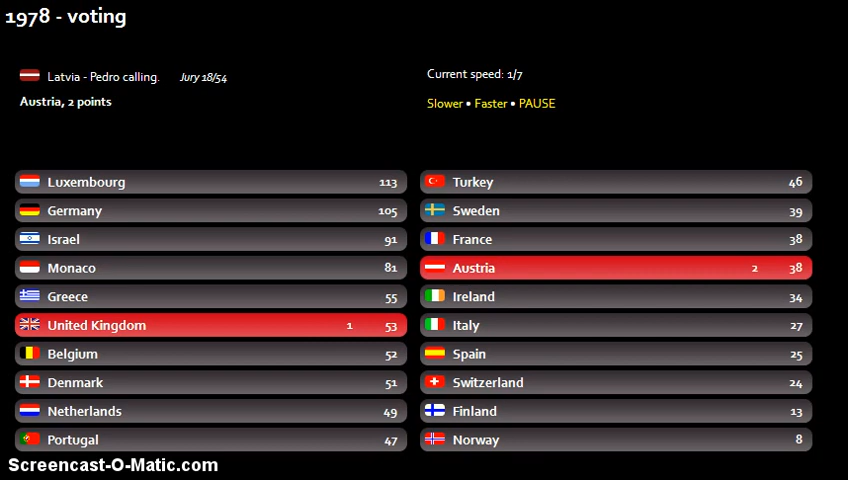 1978 - voting
Latvia - Pedro calling. Jury 18/54
Austria, 2 points
Current speed: 1/7
Slower • Faster • PAUSE
Luxembourg 113
Germany 105
Israel 91
Monaco 81
Greece 55
United Kingdom 1 53
Belgium 52
Denmark 51
Netherlands 49
Portugal 47
Turkey 46
Sweden 39
France 38
Austria 2 38
Ireland 34
Italy 27
Spain 25
Switzerland 24
Finland 13
Norway 8
Screencast-O-Matic.com